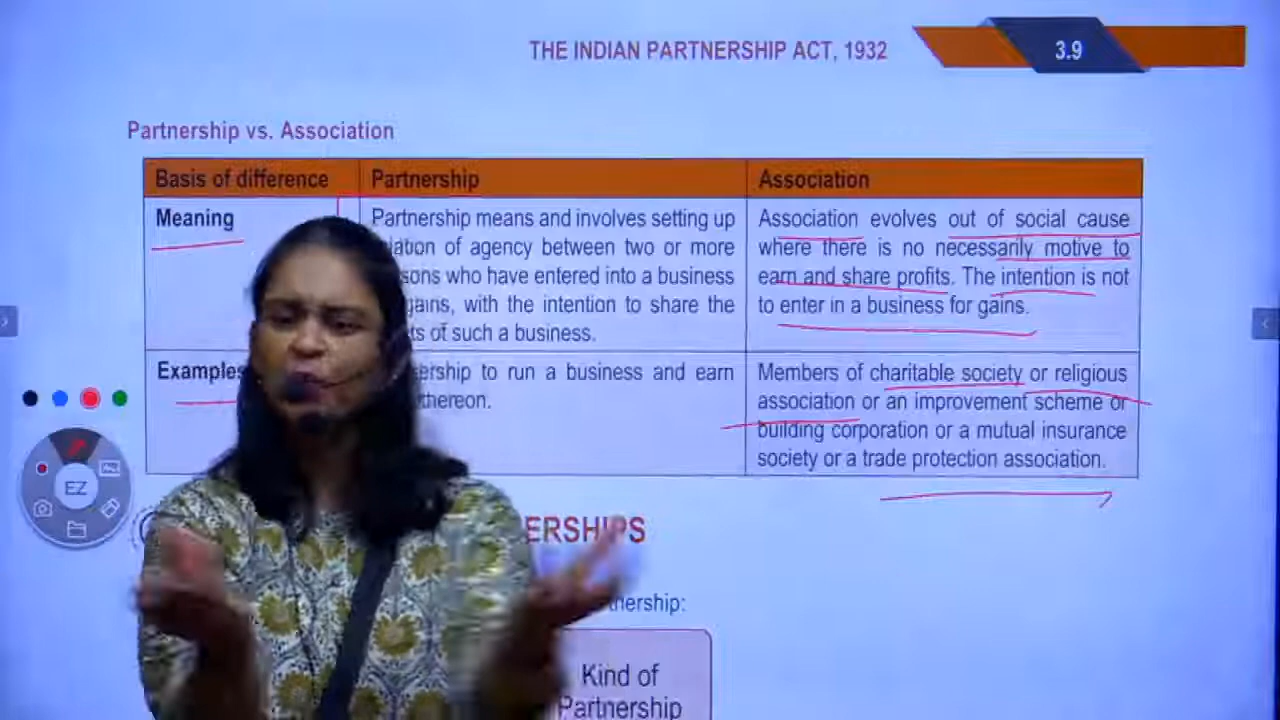 THE INDIAN PARTNERSHIP ACT, 1932
3.9
Partnership vs. Association
Basis of difference
Partnership
Association
Meaning
Partnership means and involves setting up
of agency between two or more
who have entered into a business
with the intention to share the
of such a business.
Association evolves out of social cause
where there is no necessarily motive to
earn and share profits. The intention is not
to enter in a business for gains.
Examples
to run a business and earn
thereon.
Members of charitable society or religious
association or an improvement scheme or
building corporation or a mutual insurance
society or a trade protection association.
EZ
Kind of
Partnership